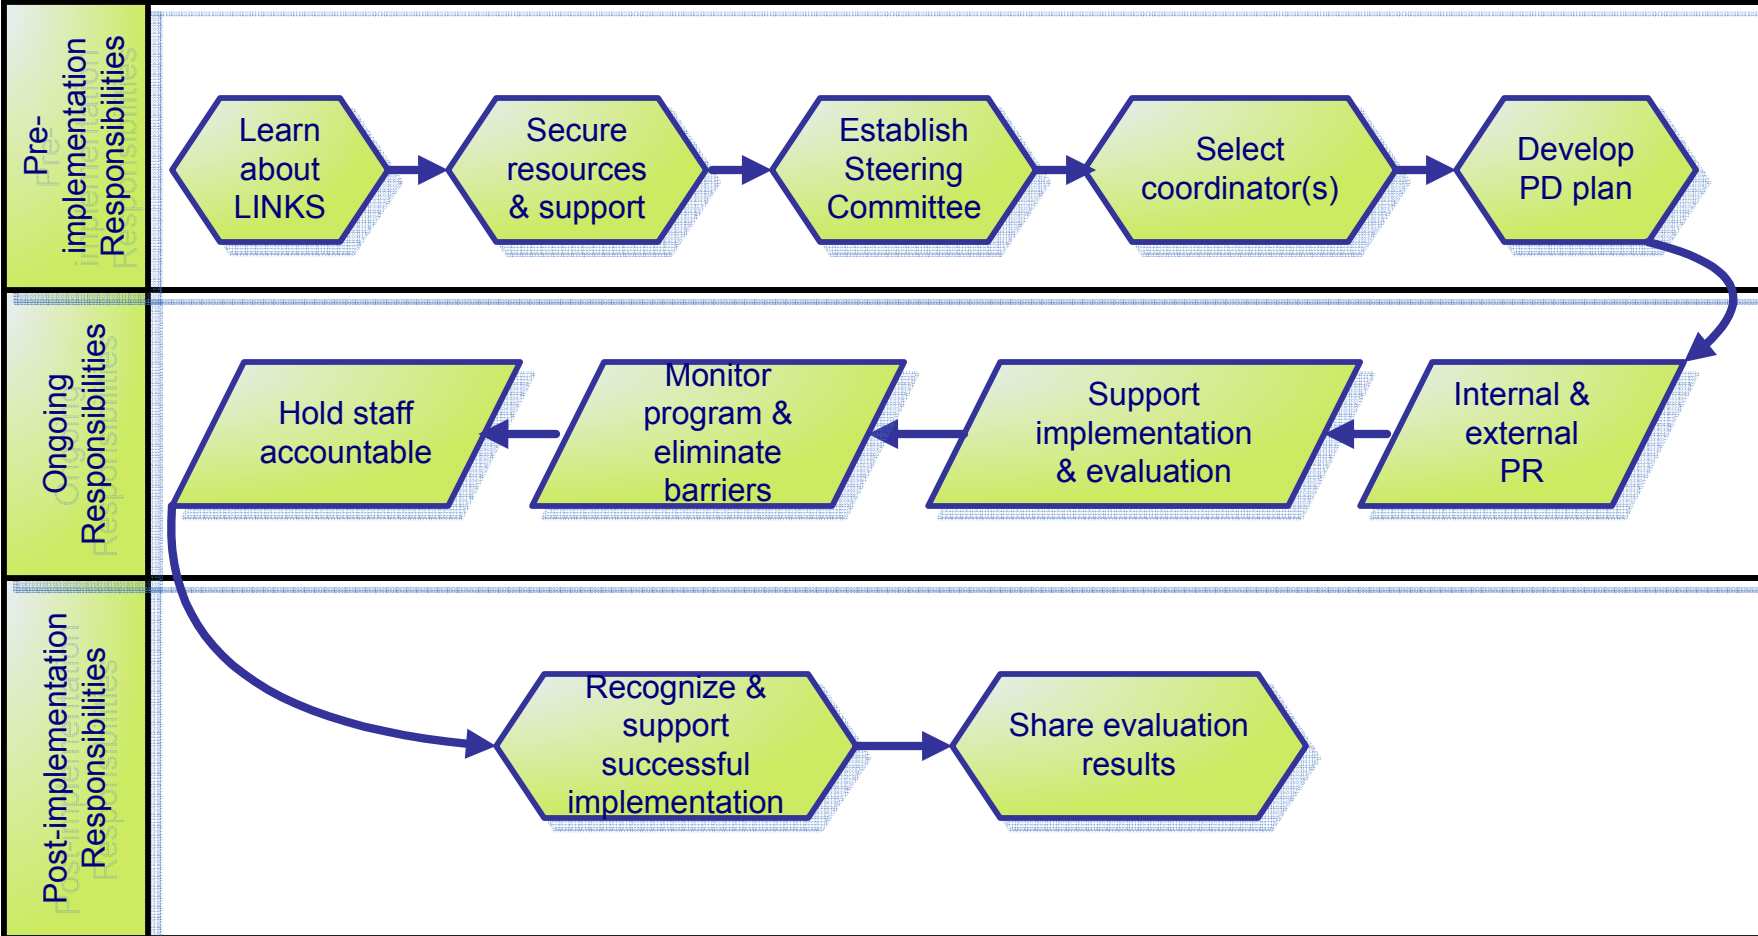 Pre-
implementation
Responsibilities
Learn
about
LINKS
Secure
resources
& support
Establish
Steering
Committee
Select
coordinator(s)
Develop
PD plan
Ongoing
Responsibilities
Hold staff
accountable
Monitor
program &
eliminate
barriers
Support
implementation
& evaluation
Internal &
external
PR
Post-implementation
Responsibilities
Recognize &
support
successful
implementation
Share evaluation
results